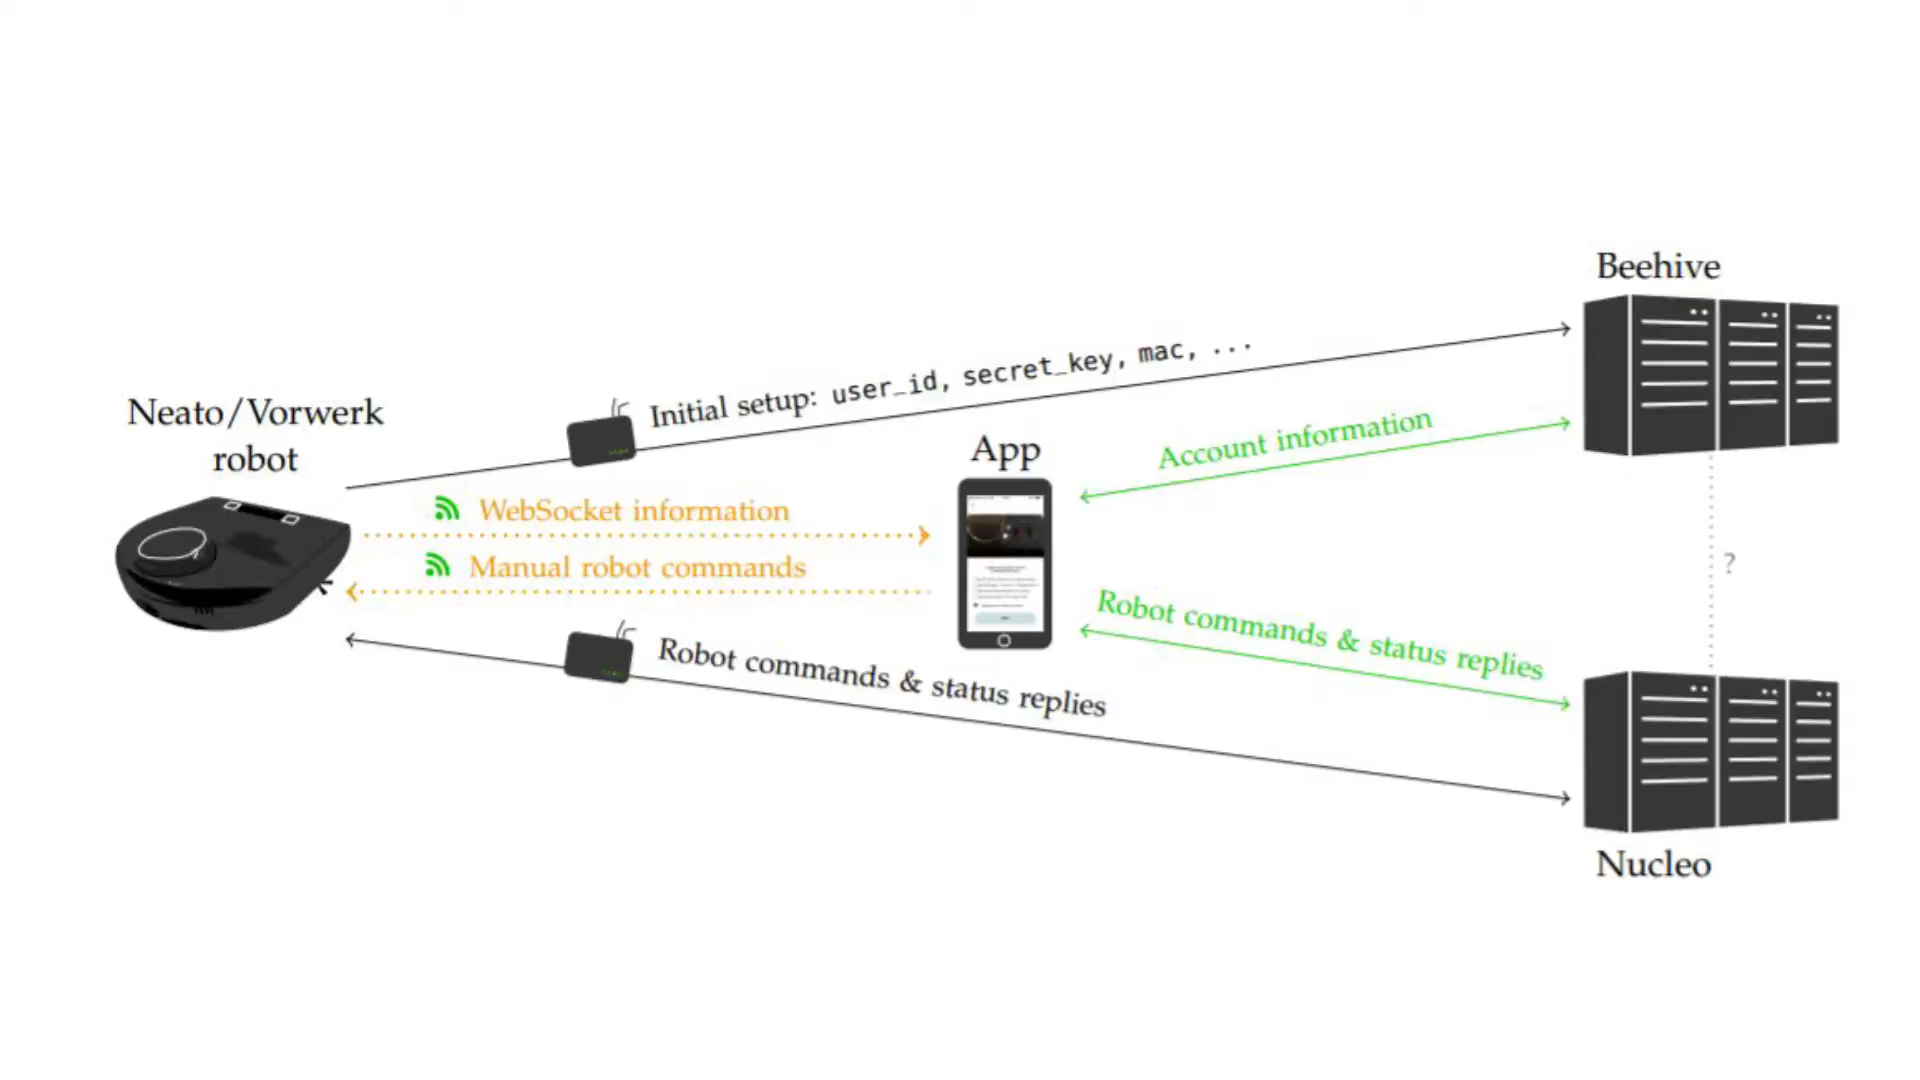 Beehive
Initial setup: user_id, secret_key, mac, ...
Neato/Vorwerk
robot
Account information
App
WebSocket information
Manual robot commands
?
Robot commands & status replies
Robot commands & status replies
Nucleo